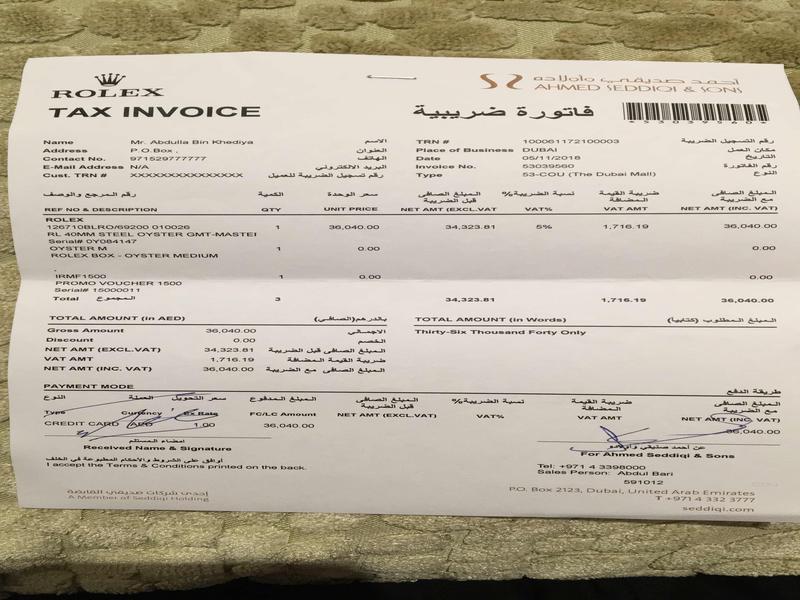 ROLEX
أحمد صديقي وأولاده
AHMED SEDDIQI & SONS
TAX INVOICE
فاتورة ضريبية
*53039560*
Name Mr. Abdulla Bin Khediya الاسم
Address P.O.Box , العنوان
Contact No. 971529777777 الهاتف
E-Mail Address N/A البريد الالكتروني
Cust. TRN # XXXXXXXXXXXXXXX رقم تسجيل الضريبة للعميل
TRN # 100061172100003 رقم تسجيل الضريبة
Place of Business DUBAI مكان العمل
Date 05/11/2018 التاريخ
Invoice No. 53039560 رقم الفاتورة
Type 53-COU (The Dubai Mall) النوع
رقم المرجع والوصف الكمية سعر الوحدة المبلغ الصافي قبل الضريبة نسبة الضريبة% ضريبة القيمة المضافة المبلغ الصافي مع الضريبة
REF NO & DESCRIPTION QTY UNIT PRICE NET AMT (EXCL.VAT) VAT% VAT AMT NET AMT (INC. VAT)
ROLEX
126710BLRO/69200 010026 1 36,040.00 34,323.81 5% 1,716.19 36,040.00
RL 40MM STEEL OYSTER GMT-MASTEI
Serial# 0Y084147
OYSTER M 1 0.00 0.00
ROLEX BOX - OYSTER MEDIUM
.
IRMF1500 1 0.00 0.00
PROMO VOUCHER 1500
Serial# 15000011
Total المجموع 3 34,323.81 1,716.19 36,040.00
TOTAL AMOUNT (in AED) بالدرهم(الصافي)
Gross Amount 36,040.00 الاجمالي
Discount 0.00 الخصم
NET AMT (EXCL.VAT) 34,323.81 المبلغ الصافي قبل الضريبة
VAT AMT 1,716.19 ضريبة القيمة المضافة
NET AMT (INC. VAT) 36,040.00 المبلغ الصافي مع الضريبة
TOTAL AMOUNT (in Words) المبلغ المطلوب (كتابيا)
Thirty-Six Thousand Forty Only
PAYMENT MODE طريقة الدفع
النوع العملة سعر التحويل المبلغ المدفوع المبلغ الصافي قبل الضريبة نسبة الضريبة% ضريبة القيمة المضافة المبلغ الصافي مع الضريبة
Type Currency Ex.Rate FC/LC Amount NET AMT (EXCL.VAT) VAT% VAT AMT NET AMT (INC. VAT)
CREDIT CARD AED 1.00 36,040.00 36,040.00
امضاء المستلم
Received Name & Signature
أوافق على الشروط والأحكام المطبوعة في الخلف
I accept the Terms & Conditions printed on the back.
عن أحمد صديقي وأولاده
For Ahmed Seddiqi & Sons
Tel: +971 4 3398000
Sales Person: Abdul Bari
591012
إحدى شركات صديقي القابضة
A Member of Seddiqi Holding
P.O. Box 2123, Dubai, United Arab Emirates
T +971 4 332 3777
seddiqi.com